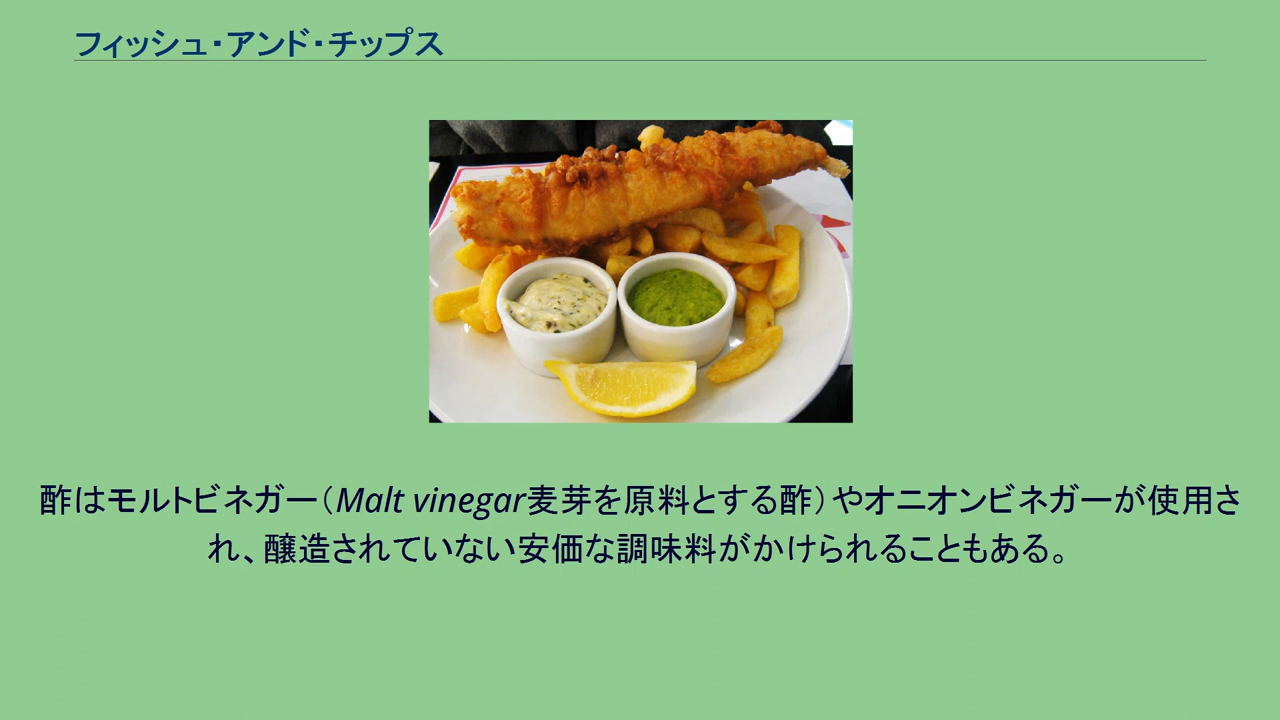 フィッシュ・アンド・チップス
酢はモルトビネガー（Malt vinegar麦芽を原料とする酢）やオニオンビネガーが使用さ
れ、醸造されていない安価な調味料がかけられることもある。